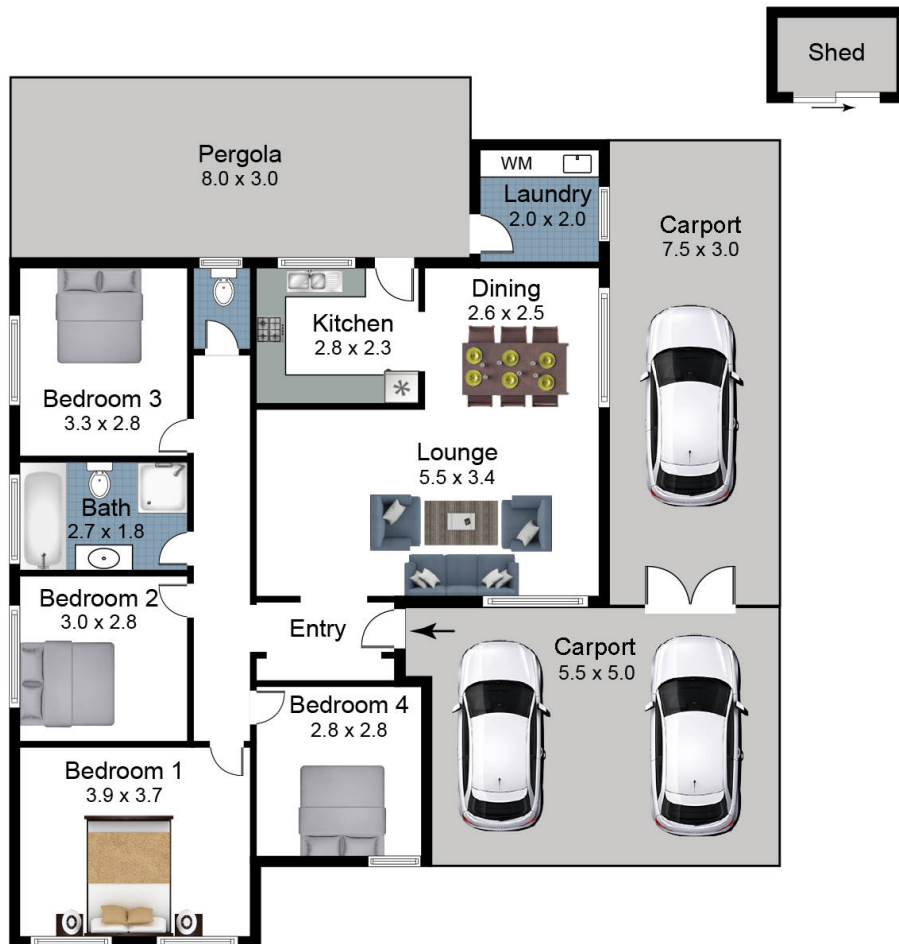 Shed
Pergola
8.0 x 3.0
WM
Laundry
2.0 x 2.0
Carport
7.5 x 3.0
Dining
2.6 x 2.5
Kitchen
2.8 x 2.3
Bedroom 3
3.3 x 2.8
Lounge
5.5 x 3.4
Bath
2.7 x 1.8
Bedroom 2
3.0 x 2.8
Entry
Carport
5.5 x 5.0
Bedroom 4
2.8 x 2.8
Bedroom 1
3.9 x 3.7